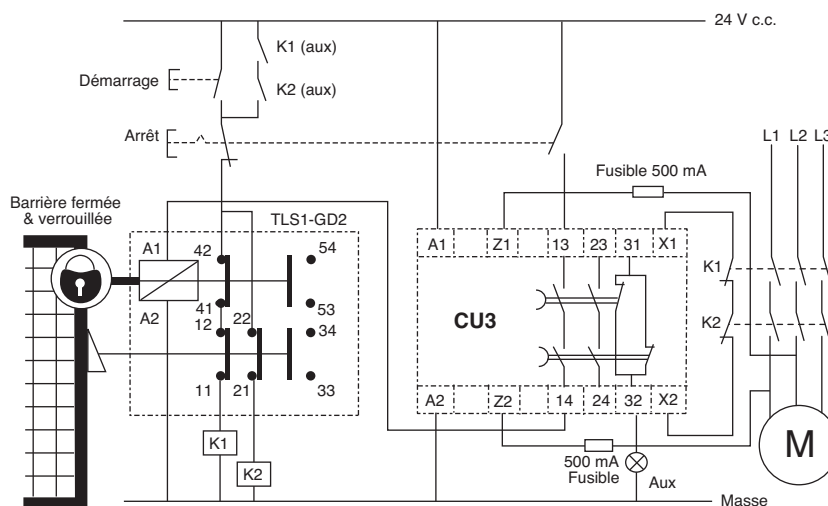 24 V c.c.
K1 (aux)
Démarrage
K2 (aux)
Arrêt
L1 L2 L3
Fusible 500 mA
Barrière fermée
& verrouillée
TLS1-GD2
A1
42
54
A1 Z1 13 23 31 X1
K1
A2
41
53
12
22
34
CU3
K2
11
21
33
A2 Z2 14 24 32 X2
K1
M
K2
500 mA
Fusible
Aux
Masse